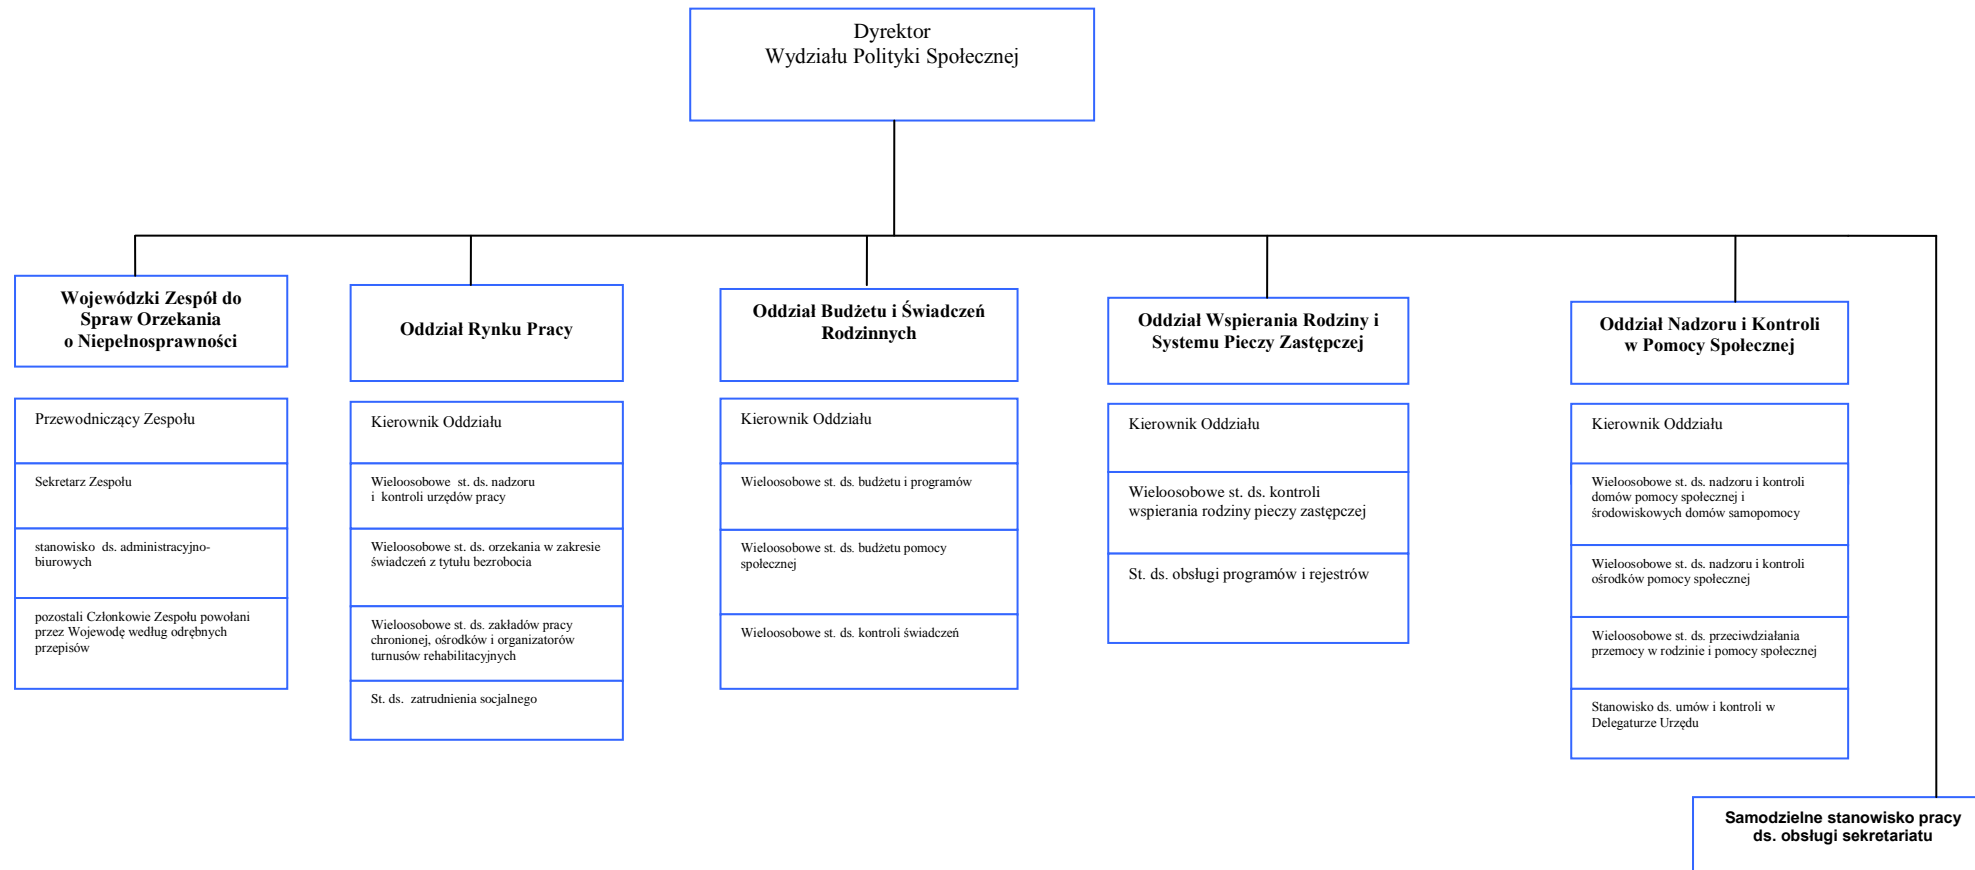 Dyrektor
Wydziału Polityki Społecznej
Wojewódzki Zespół do
Spraw Orzekania
o Niepełnosprawności
Przewodniczący Zespołu
Sekretarz Zespołu
stanowisko ds. administracyjno-
biurowych
pozostali Członkowie Zespołu powołani
przez Wojewodę według odrębnych
przepisów
Oddział Rynku Pracy
Kierownik Oddziału
Wieloosobowe st. ds. nadzoru
i kontroli urzędów pracy
Wieloosobowe st. ds. orzekania w zakresie
świadczeń z tytułu bezrobocia
Wieloosobowe st. ds. zakładów pracy
chronionej, ośrodków i organizatorów
turnusów rehabilitacyjnych
St. ds. zatrudnienia socjalnego
Oddział Budżetu i Świadczeń
Rodzinnych
Kierownik Oddziału
Wieloosobowe st. ds. budżetu i programów
Wieloosobowe st. ds. budżetu pomocy
społecznej
Wieloosobowe st. ds. kontroli świadczeń
Oddział Wspierania Rodziny i
Systemu Pieczy Zastępczej
Kierownik Oddziału
Wieloosobowe st. ds. kontroli
wspierania rodziny pieczy zastępczej
St. ds. obsługi programów i rejestrów
Oddział Nadzoru i Kontroli
w Pomocy Społecznej
Kierownik Oddziału
Wieloosobowe st. ds. nadzoru i kontroli
domów pomocy społecznej i
środowiskowych domów samopomocy
Wieloosobowe st. ds. nadzoru i kontroli
ośrodków pomocy społecznej
Wieloosobowe st. ds. przeciwdziałania
przemocy w rodzinie i pomocy społecznej
Stanowisko ds. umów i kontroli w
Delegaturze Urzędu
Samodzielne stanowisko pracy
ds. obsługi sekretariatu